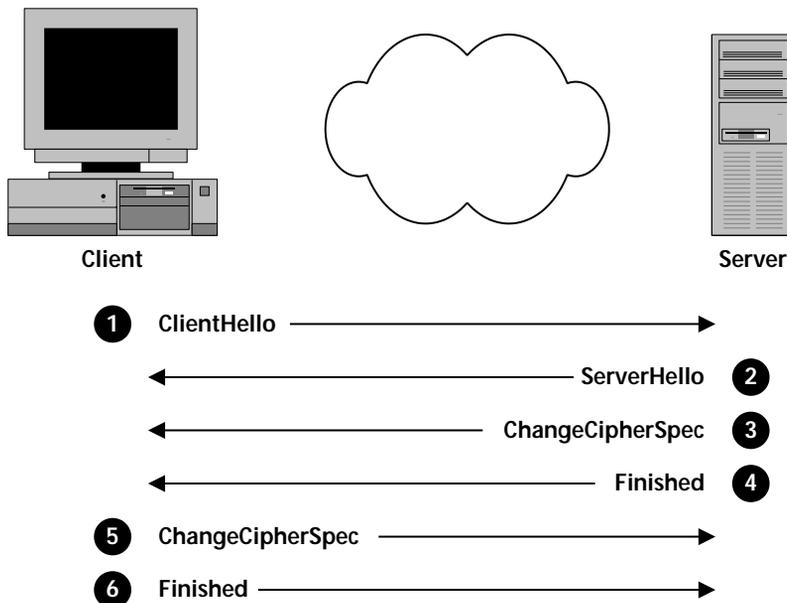 Client
Server
1 ClientHello
ServerHello 2
ChangeCipherSpec 3
Finished 4
5 ChangeCipherSpec
6 Finished